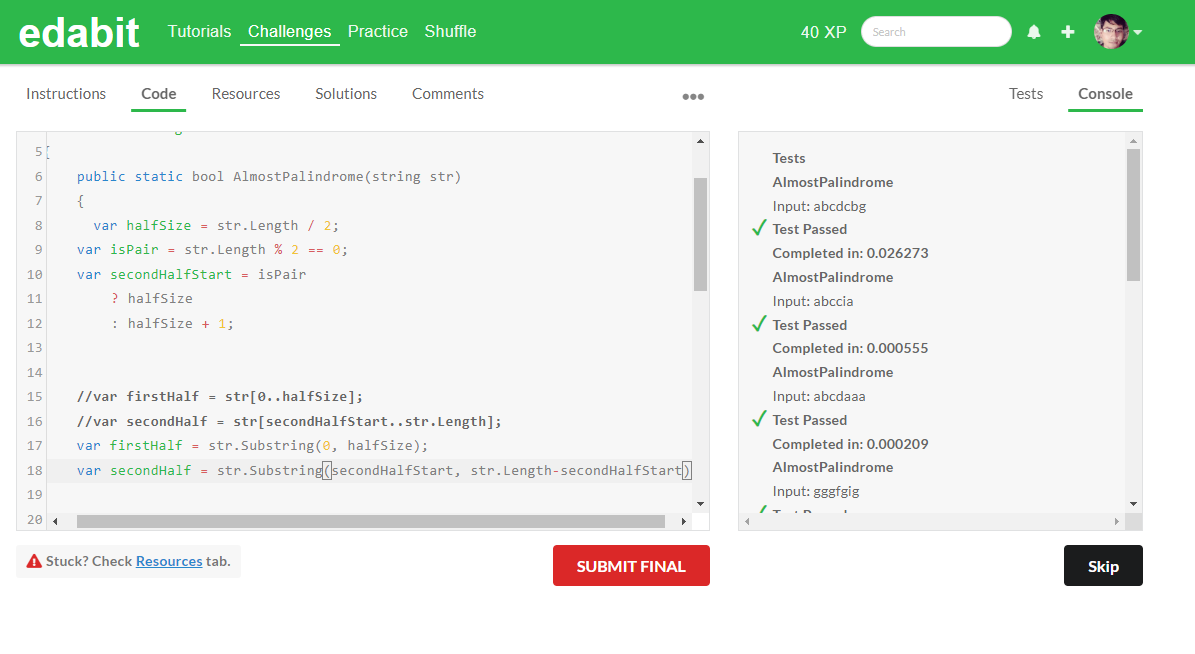 edabit
Tutorials Challenges Practice Shuffle
40 XP
Search
Instructions Code Resources Solutions Comments
Tests Console
5 {
6 public static bool AlmostPalindrome(string str)
7 {
8 var halfSize = str.Length / 2;
9 var isPair = str.Length % 2 == 0;
10 var secondHalfStart = isPair
11 ? halfSize
12 : halfSize + 1;
13
14
15 //var firstHalf = str[0..halfSize];
16 //var secondHalf = str[secondHalfStart..str.Length];
17 var firstHalf = str.Substring(0, halfSize);
18 var secondHalf = str.Substring(secondHalfStart, str.Length-secondHalfStart)
19
20
Tests
AlmostPalindrome
Input: abcdcbg
Test Passed
Completed in: 0.026273
AlmostPalindrome
Input: abccia
Test Passed
Completed in: 0.000555
AlmostPalindrome
Input: abcdaaa
Test Passed
Completed in: 0.000209
AlmostPalindrome
Input: gggfgig
Stuck? Check Resources tab.
SUBMIT FINAL
Skip